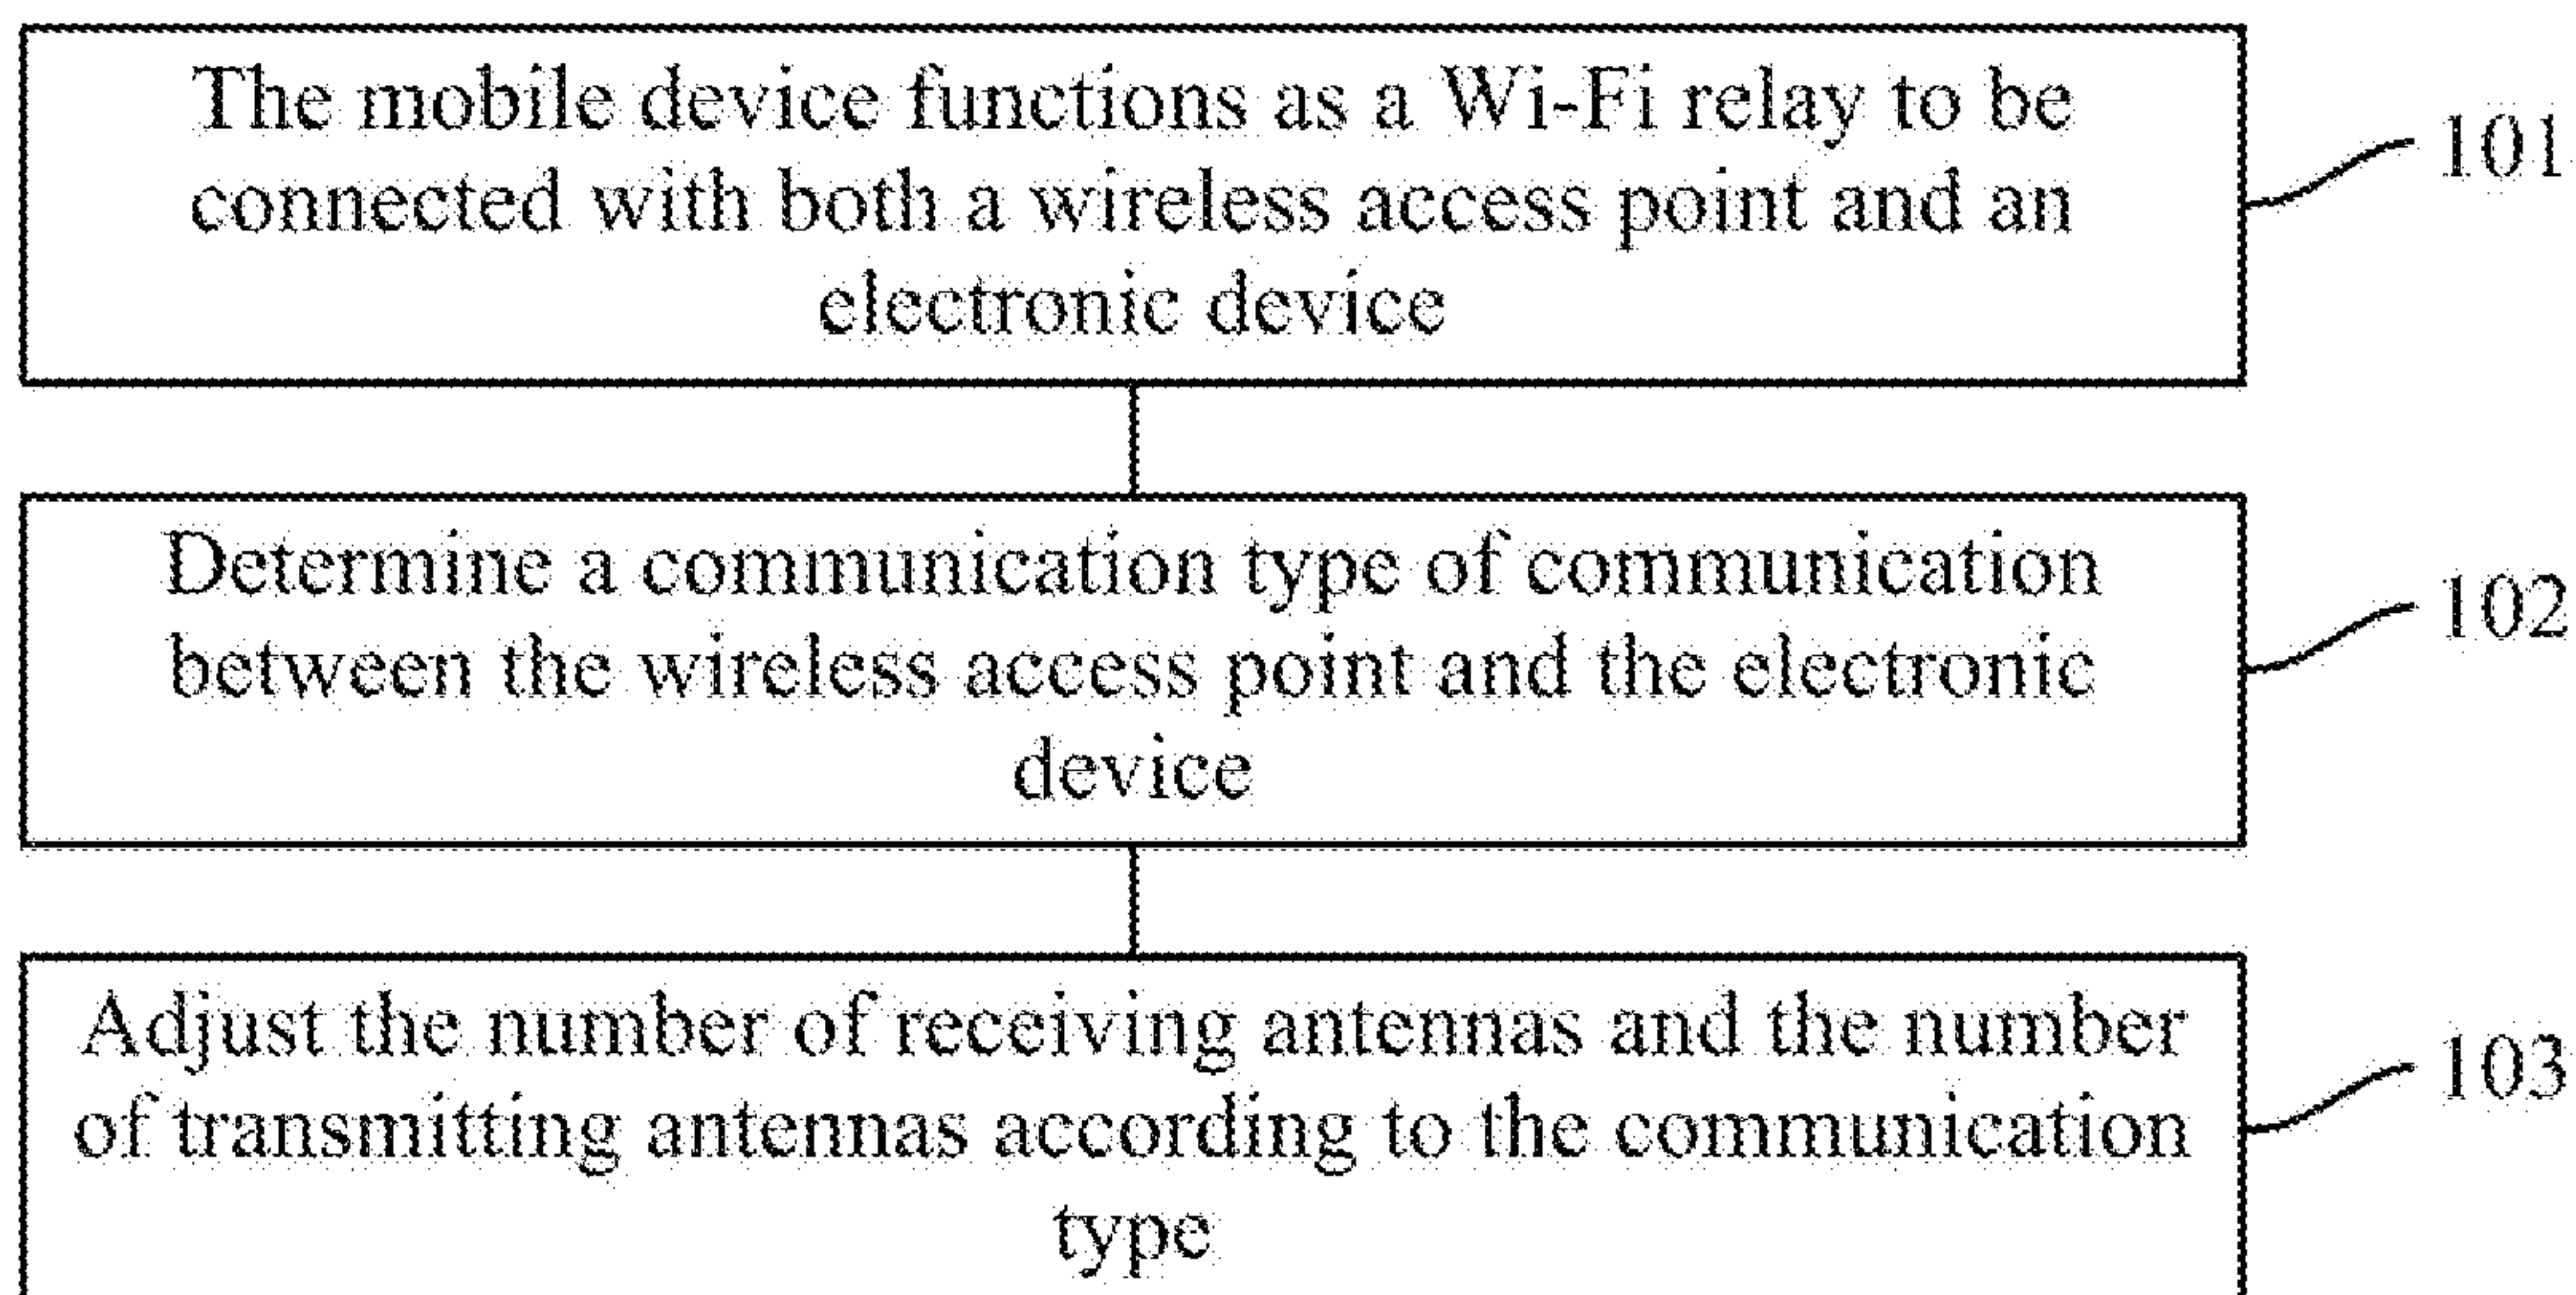 The mobile device functions as a Wi-Fi relay to be
connected with both a wireless access point and an
electronic device
101
Determine a communication type of communication
between the wireless access point and the electronic
device
102
Adjust the number of receiving antennas and the number
of transmitting antennas according to the communication
type
103